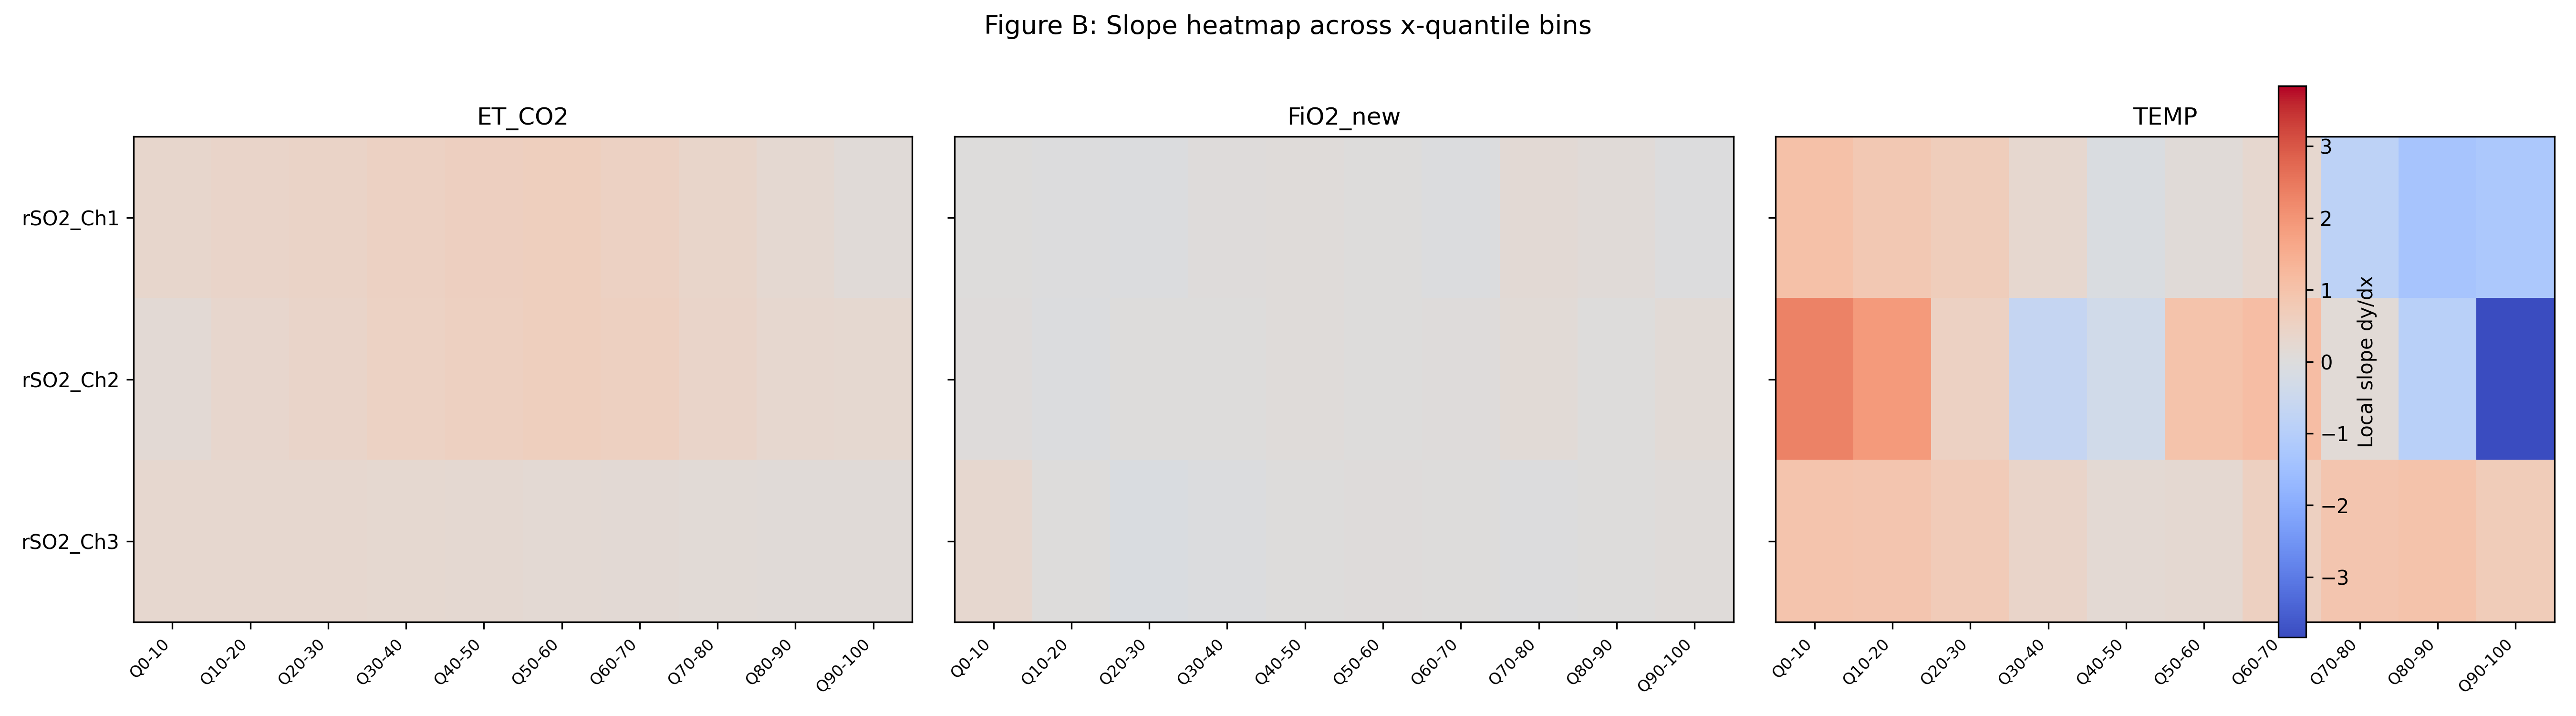 Figure B: Slope heatmap across x-quantile bins
ET_CO2
FiO2_new
TEMP
rSO2_Ch1
rSO2_Ch2
rSO2_Ch3
Q0-10
Q10-20
Q20-30
Q30-40
Q40-50
Q50-60
Q60-70
Q70-80
Q80-90
Q90-100
Q0-10
Q10-20
Q20-30
Q30-40
Q40-50
Q50-60
Q60-70
Q70-80
Q80-90
Q90-100
Q0-10
Q10-20
Q20-30
Q30-40
Q40-50
Q50-60
Q60-70
Q70-80
Q80-90
Q90-100
3
2
1
0
−1
−2
−3
Local slope dy/dx